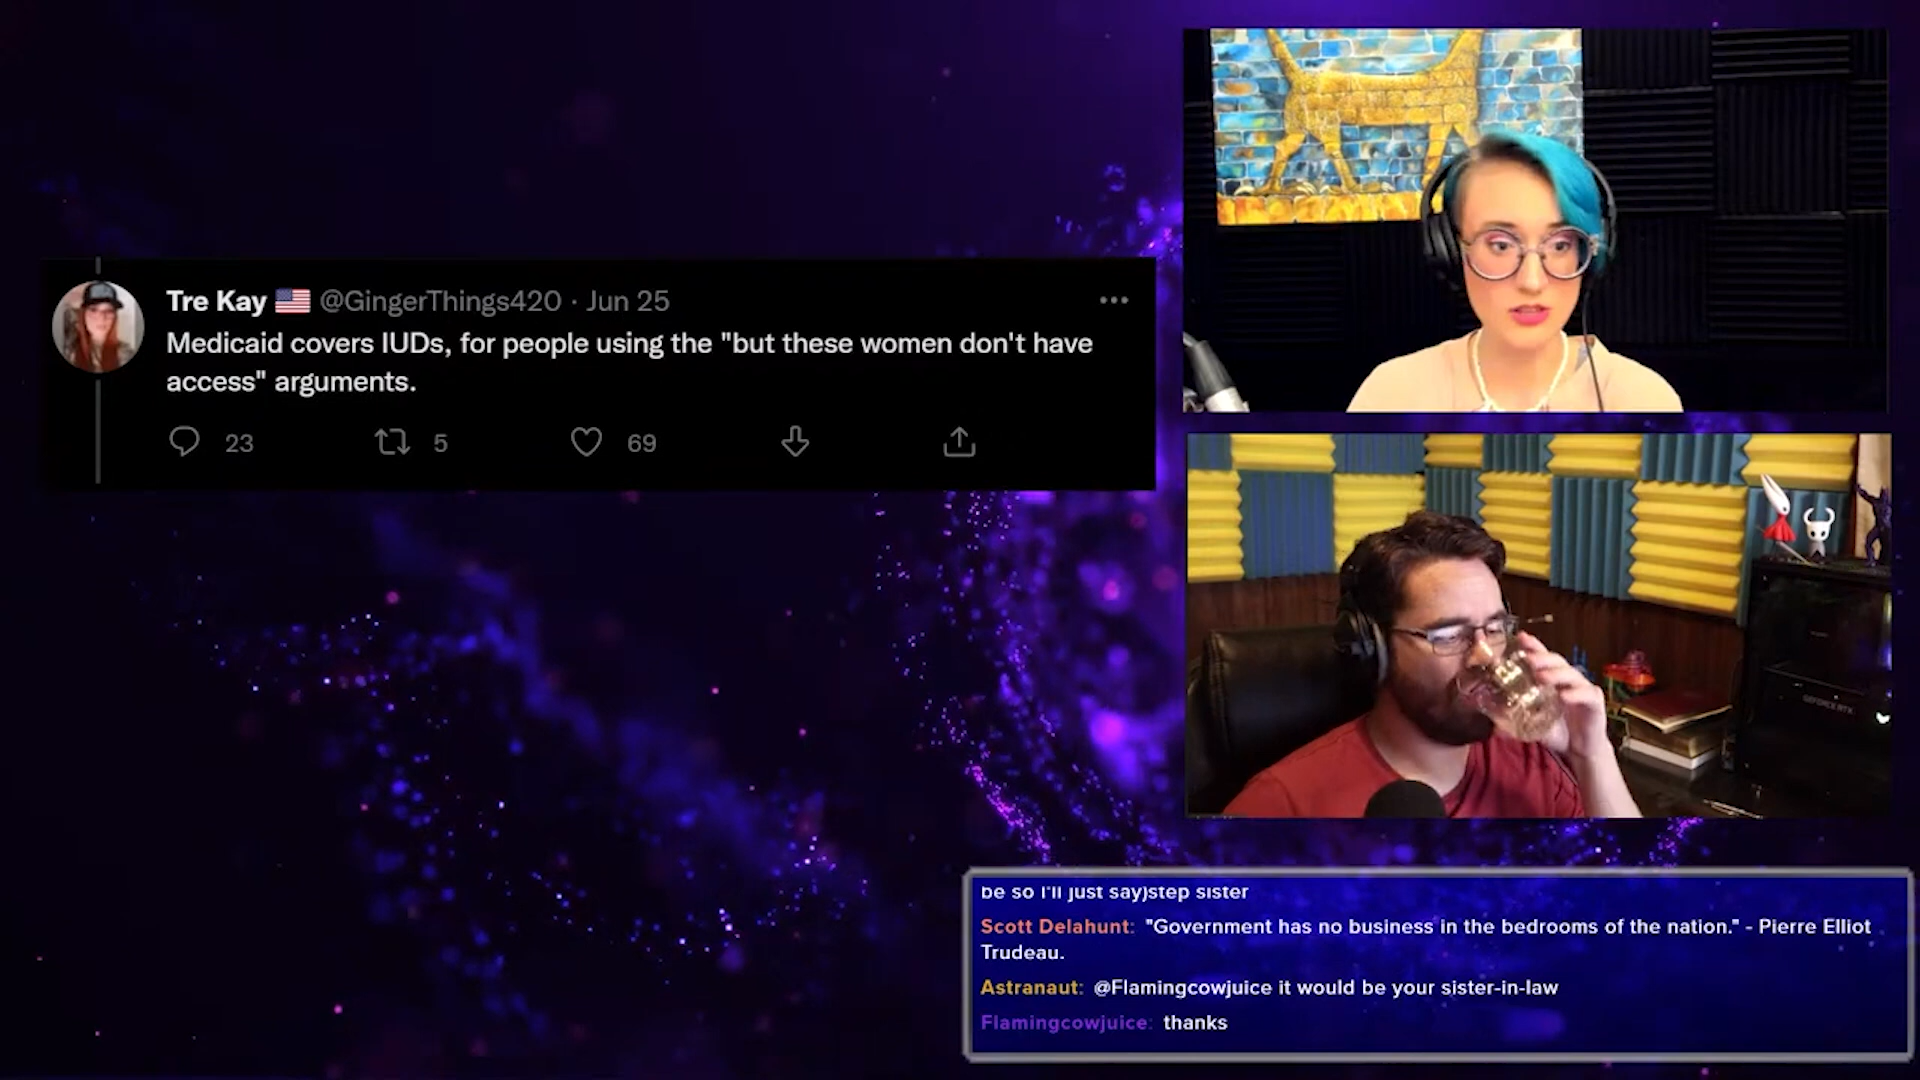 Tre Kay 🇺🇸 @GingerThings420 · Jun 25
Medicaid covers IUDs, for people using the "but these women don't have
access" arguments.
23 5 69
GEFORCE RTX
be so I'll just say)step sister
Scott Delahunt: "Government has no business in the bedrooms of the nation." - Pierre Elliot
Trudeau.
Astranaut: @Flamingcowjuice it would be your sister-in-law
Flamingcowjuice: thanks